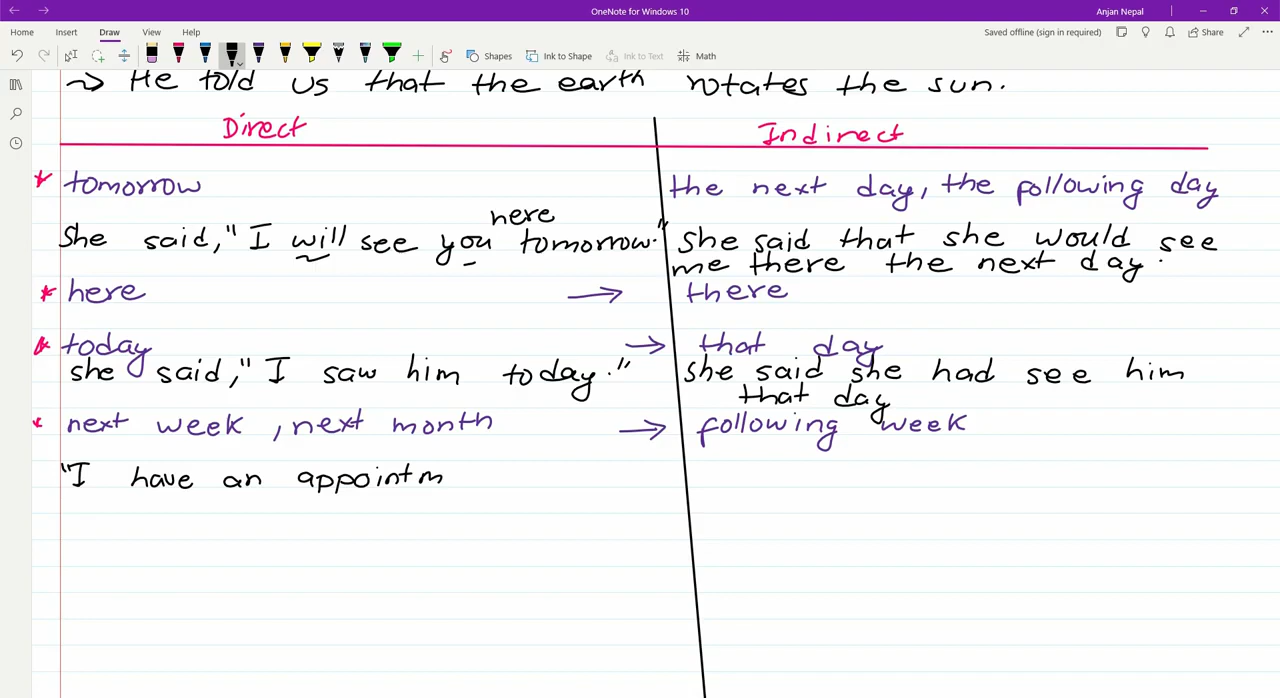 OneNote for Windows 10
Anjan Nepal
Home Insert Draw View Help
Saved offline (sign in required) Share
Shapes Ink to Shape Ink to Text Math
→ He told us that the earth rotates the sun.
Direct Indirect
* tomorrow the next day, the following day
here
She said, "I will see you tomorrow." she said that she would see
me there the next day.
* here → there
* today → that day
she said, "I saw him today." she said she had see him
that day
* next week, next month → following week
"I have an appointm